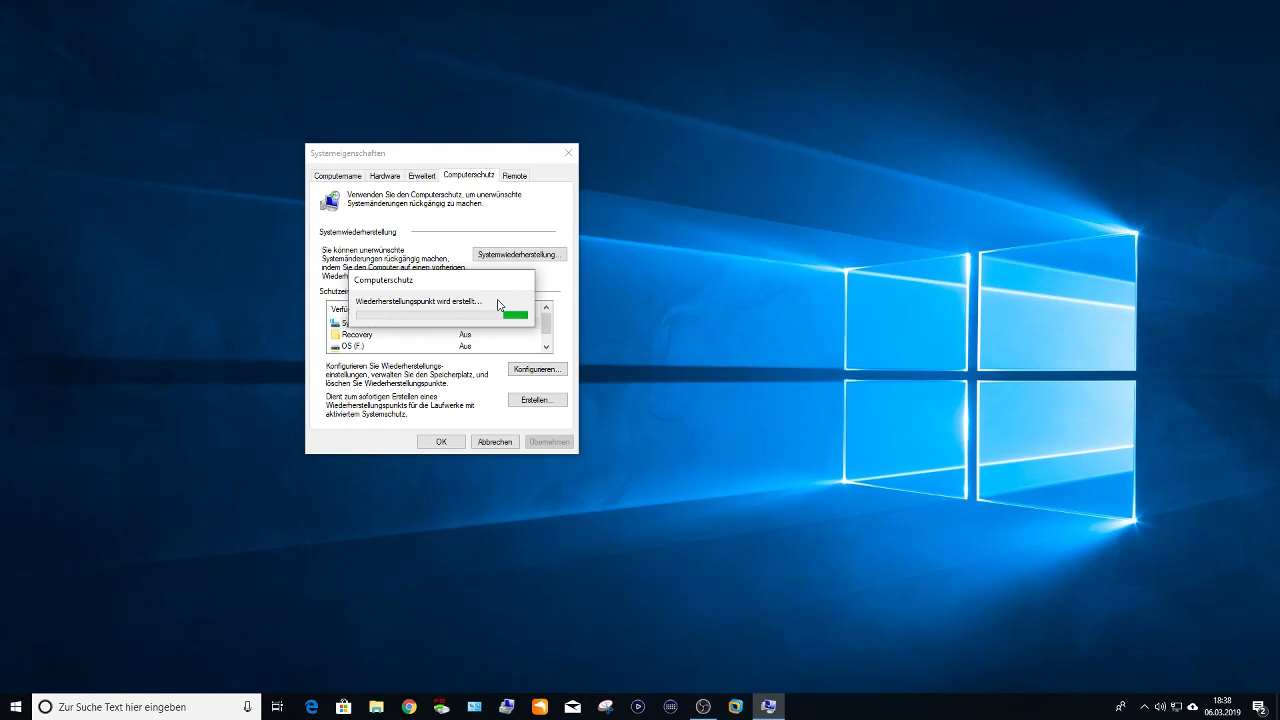 Systemeigenschaften
Computername Hardware Erweitert Computerschutz Remote
Verwenden Sie den Computerschutz, um unerwünschte
Systemänderungen rückgängig zu machen.
Systemwiederherstellung
Sie können unerwünschte
Systemänderungen rückgängig machen,
indem Sie den Computer auf einen vorherigen
Systemwiederherstellung...
Computerschutz
Wiederherstellungspunkt wird erstellt...
Recovery Aus
OS (F:) Aus
Konfigurieren Sie Wiederherstellungs-
einstellungen, verwalten Sie den Speicherplatz, und
löschen Sie Wiederherstellungspunkte.
Konfigurieren...
Dient zum sofortigen Erstellen eines
Wiederherstellungspunkts für die Laufwerke mit
aktiviertem Systemschutz.
Erstellen...
OK Abbrechen Übernehmen
Zur Suche Text hier eingeben
18:38
06.03.2019
2